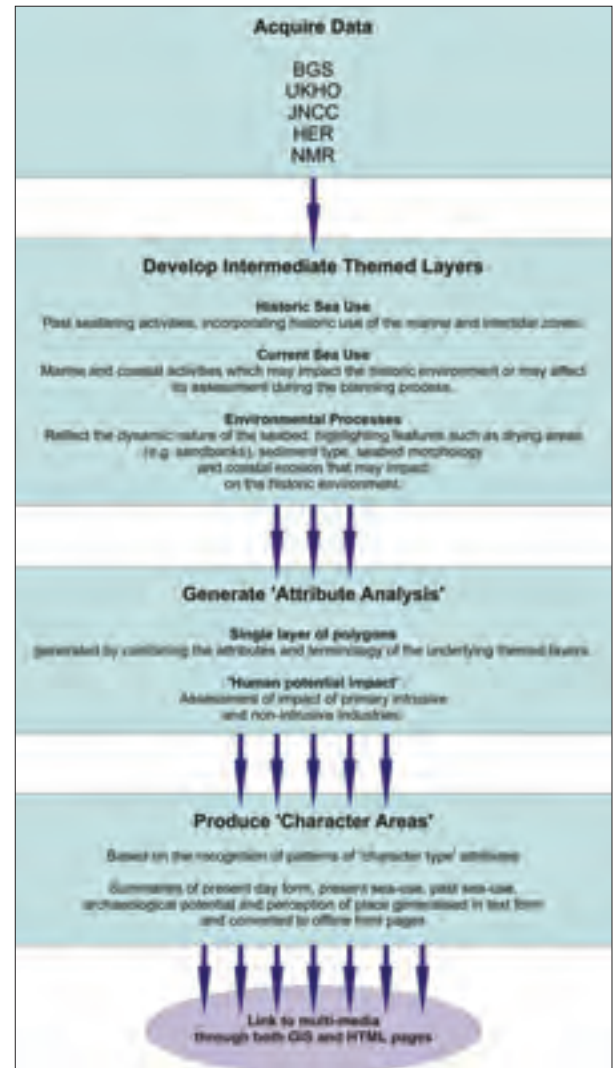 Acquire Data
BGS
UKHO
JNCC
HER
NMR
Develop Intermediate Themed Layers
Historic Sea Use
Past seafaring activities, incorporating historic use of the marine and intertidal zones.
Current Sea Use
Marine and coastal activities which may impact the historic environment or may affect
its assessment during the planning process.
Environmental Processes
Reflect the dynamic nature of the seabed, highlighting features such as drying areas
(e.g. sandbanks), sediment type, seabed morphology
and coastal erosion that may impact
on the historic environment.
Generate 'Attribute Analysis'
Single layer of polygons
generated by combining the attributes and terminology of the underlying themed layers
'Human potential impact'
Assessment of impact of primary intrusive
and non-intrusive industries
Produce 'Character Areas'
Based on the recognition of patterns of 'character type' attributes
Summaries of present day form, present sea-use, past sea-use,
archaeological potential and perception of place generalised in text form
and converted to offline html pages
Link to multi-media
through both GIS and HTML pages